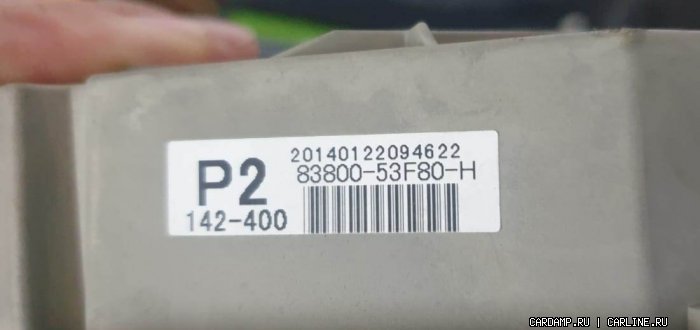 20140122094622
P2
83800-53F80-H
142-400
CARDAMP.RU | CARLINE.RU